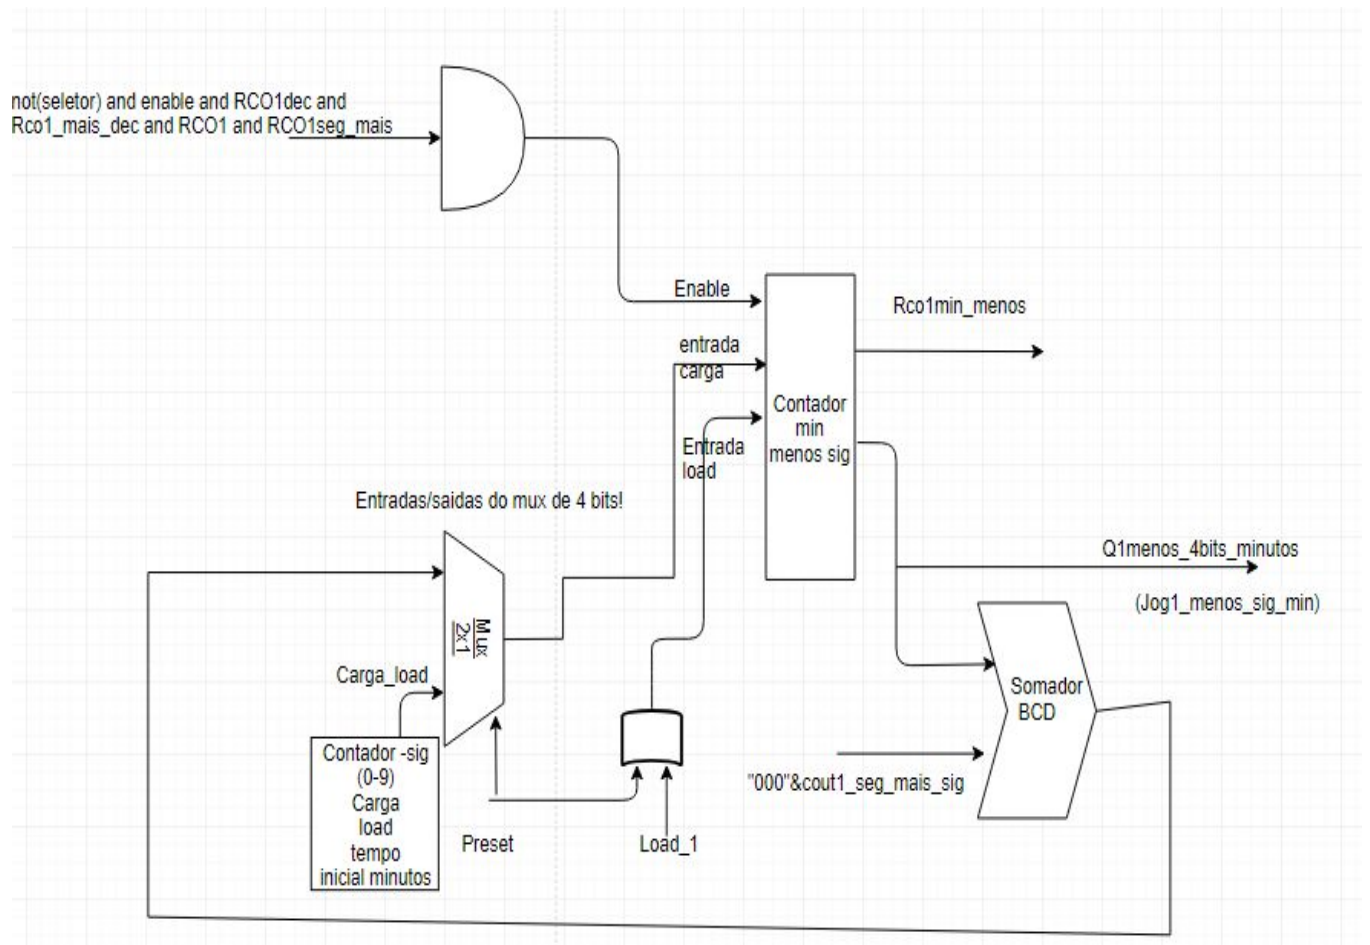 not(seletor) and enable and RCO1dec and
Rco1_mais_dec and RCO1 and RCO1seg_mais
Enable
Rco1min_menos
entrada
carga
Contador
min
menos sig
Entrada
load
Entradas/saidas do mux de 4 bits!
Q1menos_4bits_minutos
(Jog1_menos_sig_min)
Mux
2x1
Carga_load
Somador
BCD
Contador -sig
(0-9)
Carga
load
tempo
inicial minutos
"000"&cout1_seg_mais_sig
Preset
Load_1